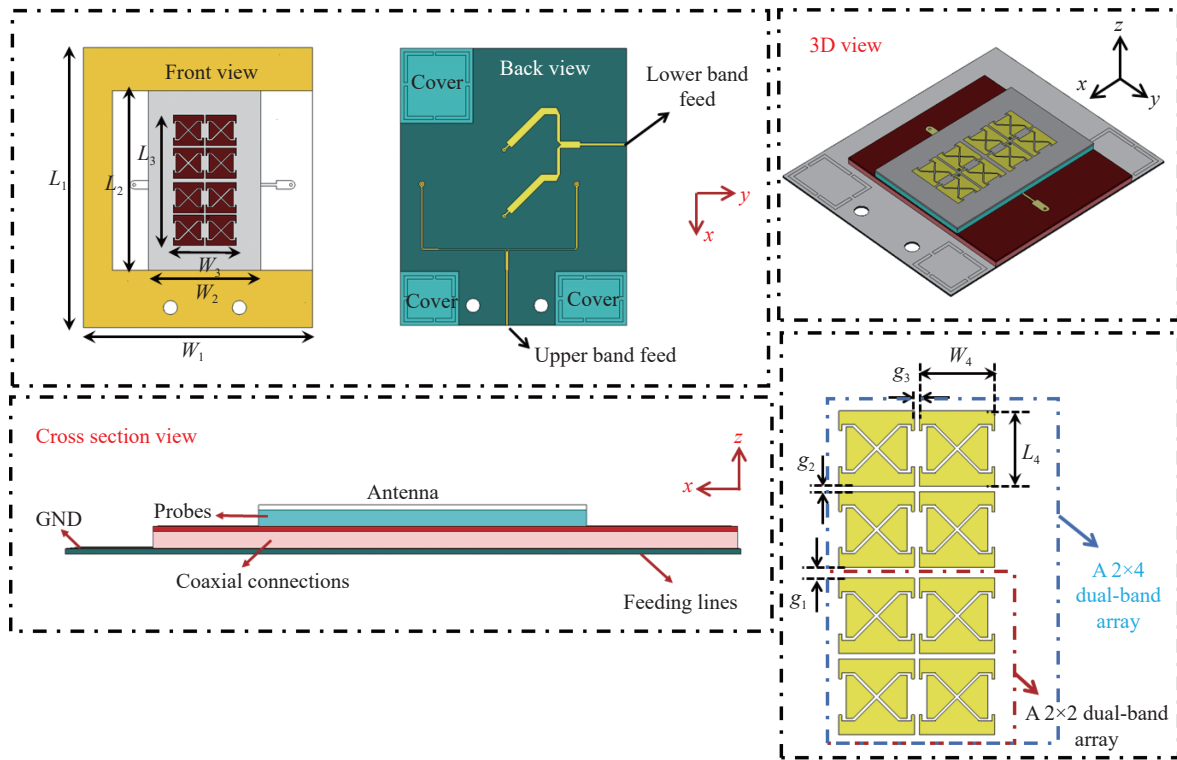 Front view
L₁
L₂
L₃
W₃
W₂
W₁
Back view
Cover
Cover
Cover
Lower band
feed
Upper band feed
y
x
3D view
z
x
y
Cross section view
z
x
Antenna
Probes
GND
Coaxial connections
Feeding lines
W₄
g₃
L₄
g₂
g₁
A 2×4
dual-band
array
A 2×2 dual-band
array